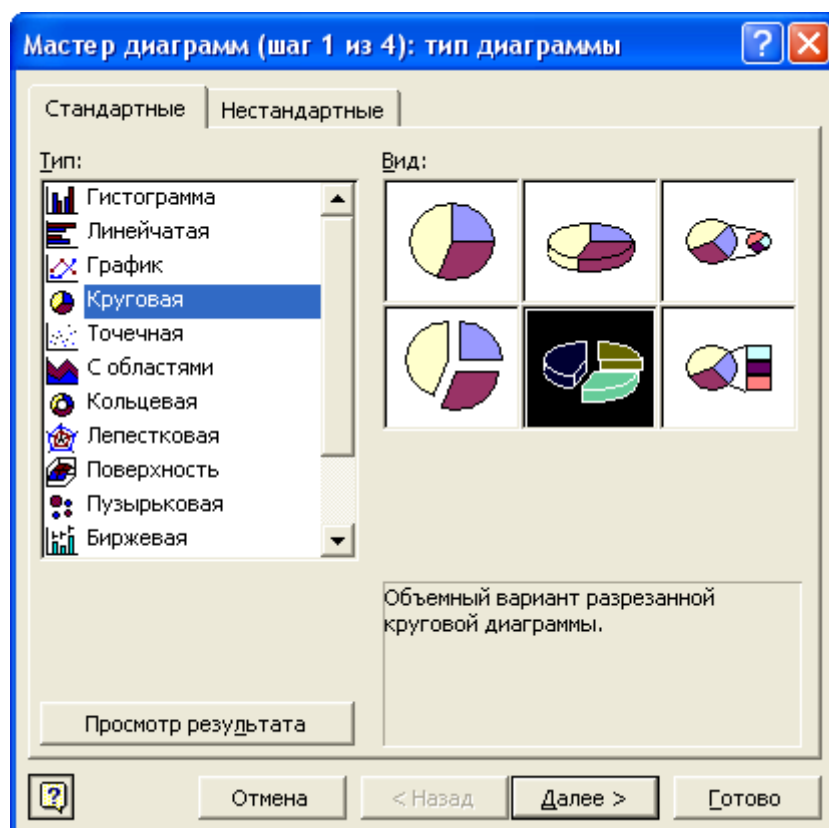 Мастер диаграмм (шаг 1 из 4): тип диаграммы
Стандартные
Нестандартные
Тип:
Гистограмма
Линейчатая
График
Круговая
Точечная
С областями
Кольцевая
Лепестковая
Поверхность
Пузырьковая
Биржевая
Вид:
Объемный вариант разрезанной
круговой диаграммы.
Просмотр результата
Отмена
< Назад
Далее >
Готово